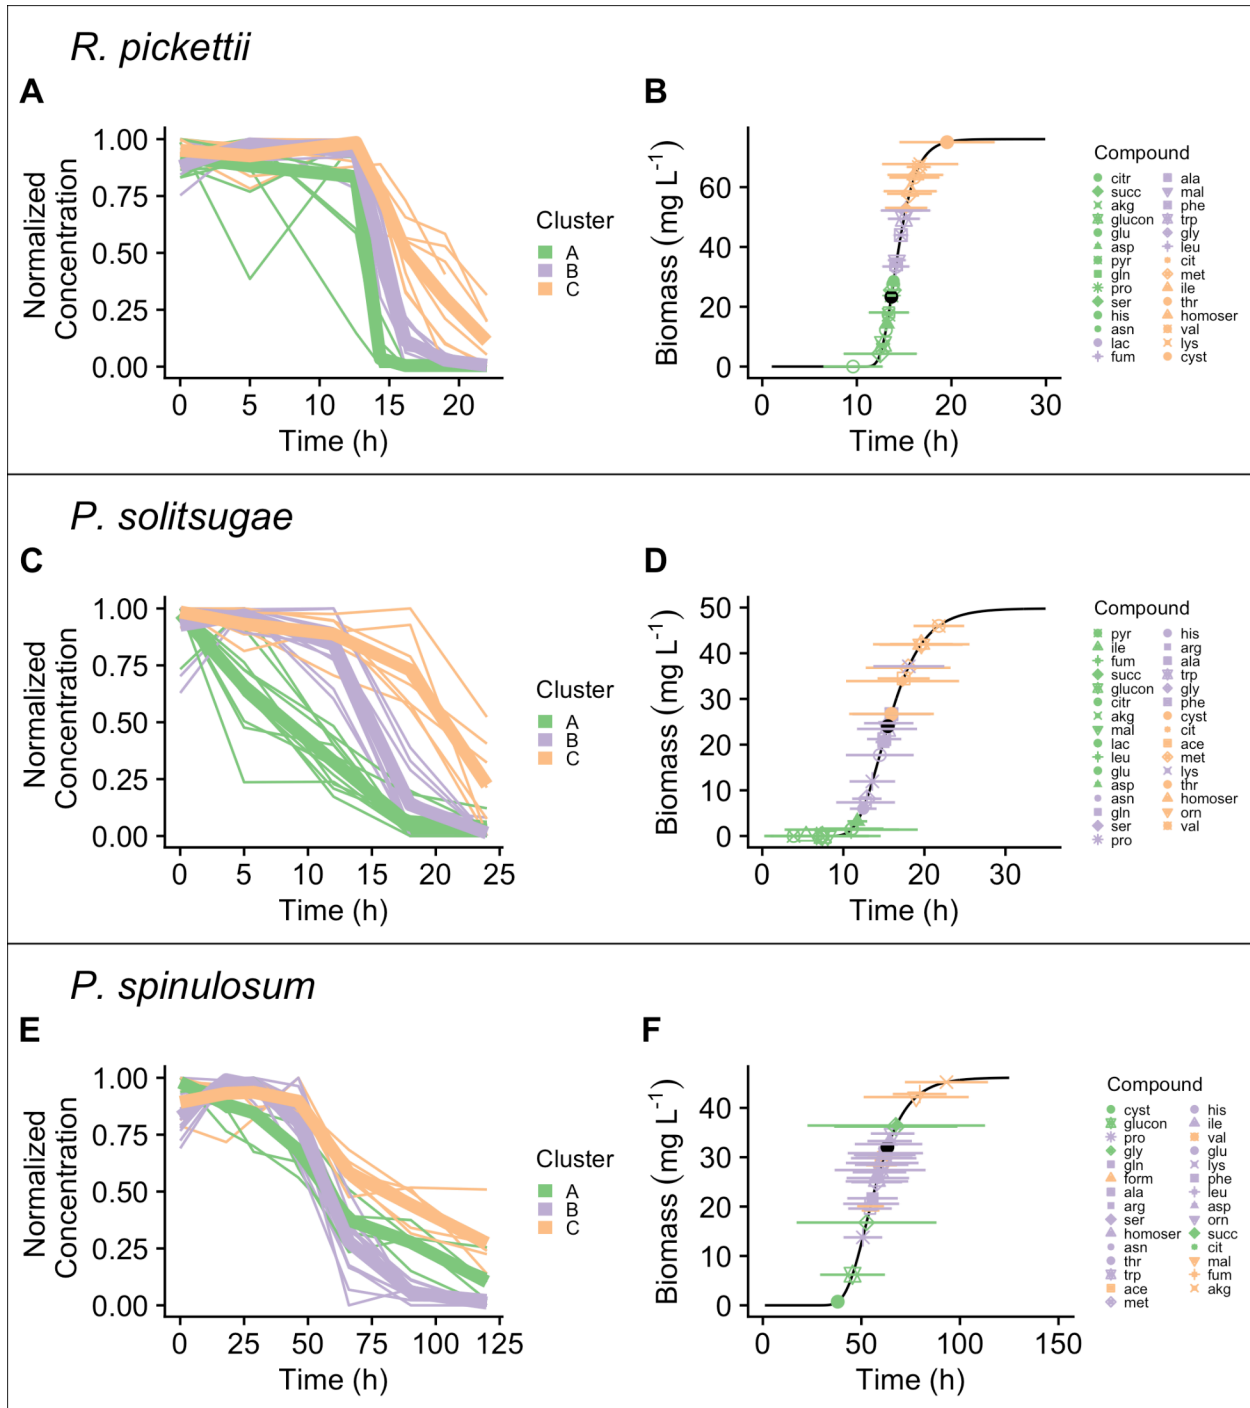 R. pickettii
A
B
Normalized
Concentration
1.00
0.75
0.50
0.25
0.00
0 5 10 15 20
Time (h)
Cluster
A
B
C
Biomass (mg L⁻¹)
60
40
20
0
0 10 20 30
Time (h)
Compound
citr ala
succ mal
akg phe
glucon trp
glu gly
asp leu
pyr cit
gln met
pro ile
ser thr
his homoser
asn val
lac lys
fum cyst
P. solitsugae
C
D
Normalized
Concentration
1.00
0.75
0.50
0.25
0.00
0 5 10 15 20 25
Time (h)
Cluster
A
B
C
Biomass (mg L⁻¹)
50
40
30
20
10
0
0 10 20 30
Time (h)
Compound
pyr his
ile arg
fum ala
succ trp
glucon gly
citr phe
akg cyst
mal cit
lac ace
leu met
glu lys
asp thr
asn homoser
gln orn
ser val
pro
P. spinulosum
E
F
Normalized
Concentration
1.00
0.75
0.50
0.25
0.00
0 25 50 75 100 125
Time (h)
Cluster
A
B
C
Biomass (mg L⁻¹)
40
30
20
10
0
0 50 100 150
Time (h)
Compound
cyst his
glucon ile
pro val
gly glu
gln lys
form phe
ala leu
arg asp
ser orn
homoser succ
asn cit
thr mal
trp fum
ace akg
met